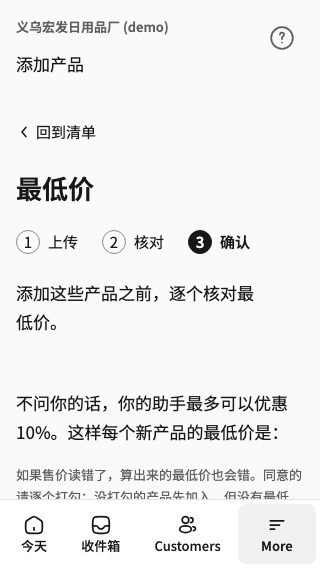 义乌宏发日用品厂 (demo)
添加产品
回到清单
最低价
1 上传 2 核对 3 确认
添加这些产品之前，逐个核对最
低价。
不问你的话，你的助手最多可以优惠
10%。这样每个新产品的最低价是：
如果售价读错了，算出来的最低价也会错。同意的
请逐个打勾；没打勾的产品先加入，但没有最低
今天 收件箱 Customers More